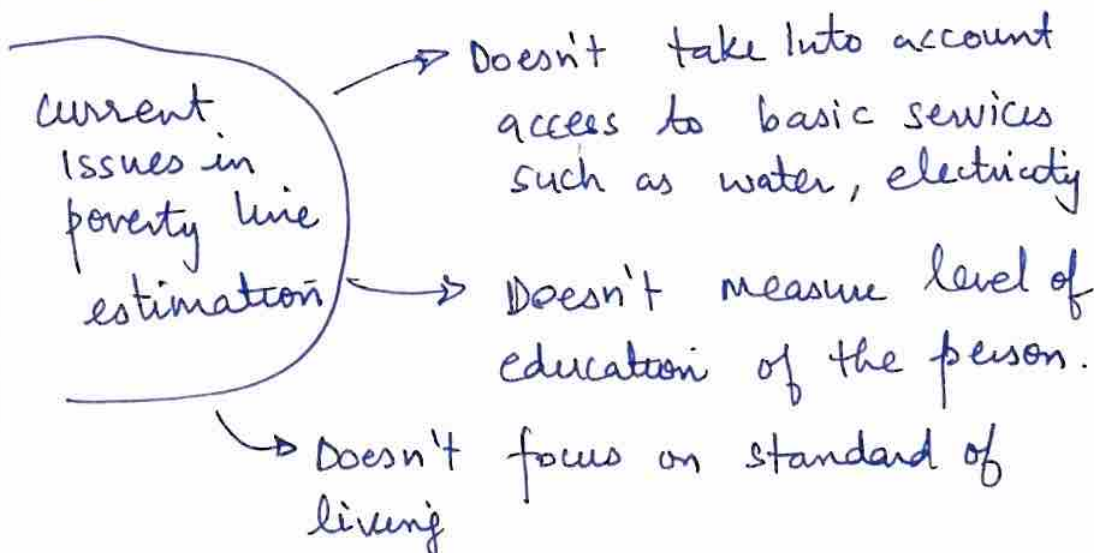 current
Issues in
poverty line
estimation
Doesn't take Into account
access to basic services
such as water, electricity
Doesn't measure level of
education of the person.
Doesn't focus on standard of
living